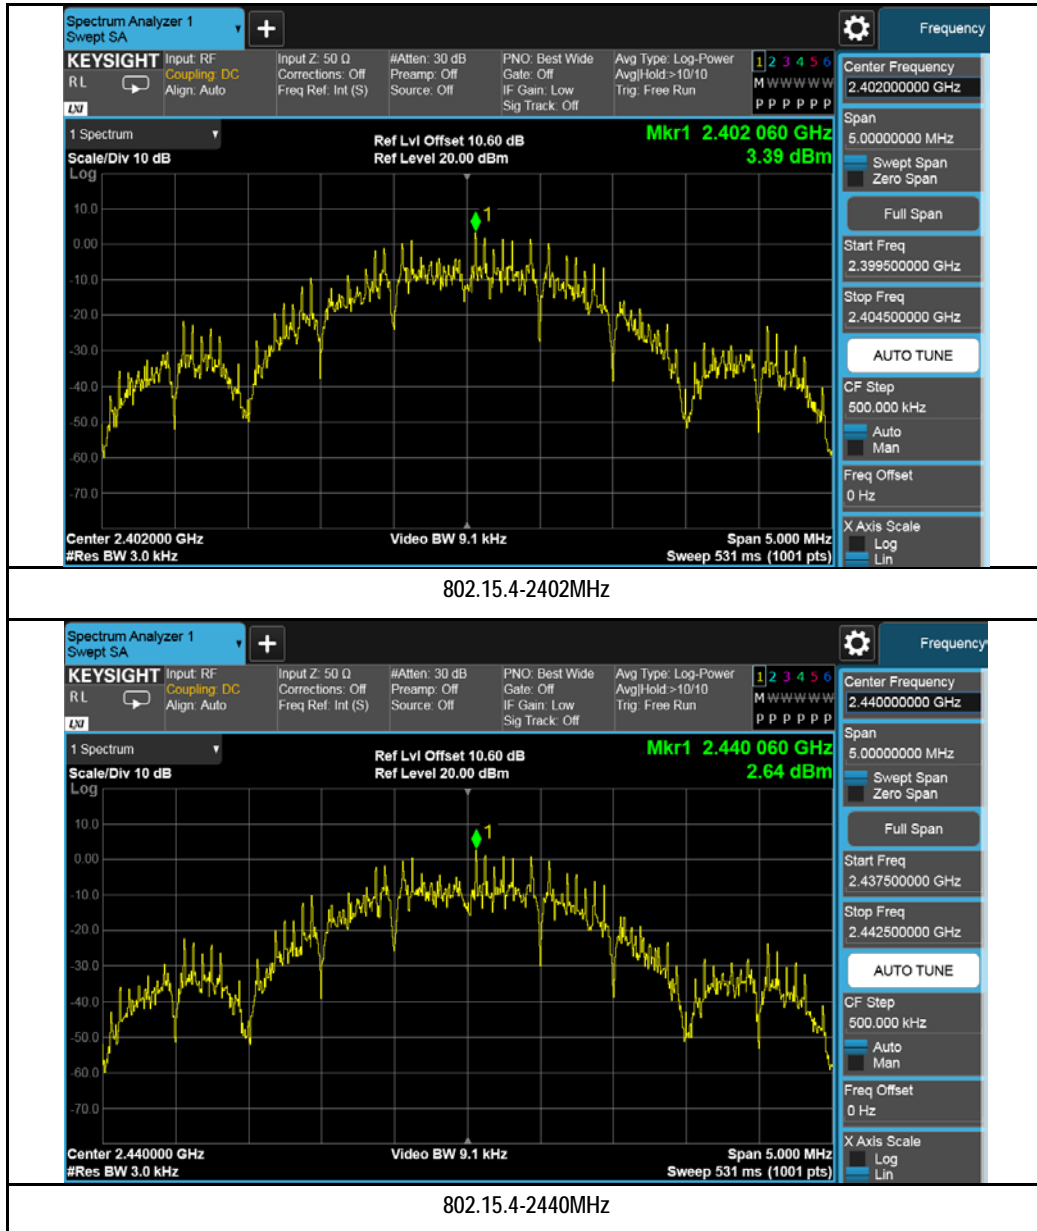 Spectrum Analyzer 1
Swept SA
Frequency
KEYSIGHT
RL
LXI
Input: RF
Coupling: DC
Align: Auto
Input Z: 50 Ω
Corrections: Off
Freq Ref: Int (S)
#Atten: 30 dB
Preamp: Off
Source: Off
PNO: Best Wide
Gate: Off
IF Gain: Low
Sig Track: Off
Avg Type: Log-Power
Avg|Hold:>10/10
Trig: Free Run
1 2 3 4 5 6
M W W W W W
P P P P P P
1 Spectrum
Scale/Div 10 dB
Log
Ref Lvl Offset 10.60 dB
Ref Level 20.00 dBm
Mkr1 2.402 060 GHz
3.39 dBm
1
10.0
0.00
-10.0
-20.0
-30.0
-40.0
-50.0
-60.0
-70.0
Center 2.402000 GHz
#Res BW 3.0 kHz
Video BW 9.1 kHz
Span 5.000 MHz
Sweep 531 ms (1001 pts)
Center Frequency
2.402000000 GHz
Span
5.00000000 MHz
Swept Span
Zero Span
Full Span
Start Freq
2.399500000 GHz
Stop Freq
2.404500000 GHz
AUTO TUNE
CF Step
500.000 kHz
Auto
Man
Freq Offset
0 Hz
X Axis Scale
Log
Lin
802.15.4-2402MHz
Spectrum Analyzer 1
Swept SA
Frequency
KEYSIGHT
RL
LXI
Input: RF
Coupling: DC
Align: Auto
Input Z: 50 Ω
Corrections: Off
Freq Ref: Int (S)
#Atten: 30 dB
Preamp: Off
Source: Off
PNO: Best Wide
Gate: Off
IF Gain: Low
Sig Track: Off
Avg Type: Log-Power
Avg|Hold:>10/10
Trig: Free Run
1 2 3 4 5 6
M W W W W W
P P P P P P
1 Spectrum
Scale/Div 10 dB
Log
Ref Lvl Offset 10.60 dB
Ref Level 20.00 dBm
Mkr1 2.440 060 GHz
2.64 dBm
1
10.0
0.00
-10.0
-20.0
-30.0
-40.0
-50.0
-60.0
-70.0
Center 2.440000 GHz
#Res BW 3.0 kHz
Video BW 9.1 kHz
Span 5.000 MHz
Sweep 531 ms (1001 pts)
Center Frequency
2.440000000 GHz
Span
5.00000000 MHz
Swept Span
Zero Span
Full Span
Start Freq
2.437500000 GHz
Stop Freq
2.442500000 GHz
AUTO TUNE
CF Step
500.000 kHz
Auto
Man
Freq Offset
0 Hz
X Axis Scale
Log
Lin
802.15.4-2440MHz